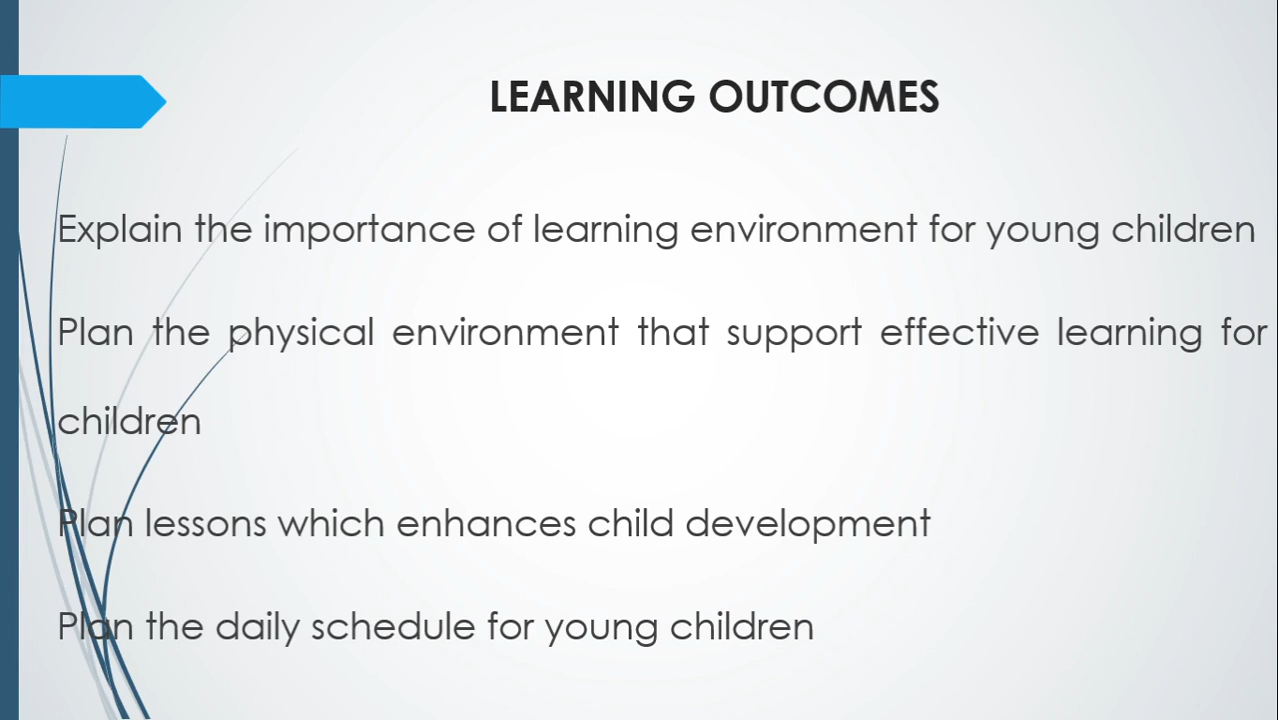 LEARNING OUTCOMES
Explain the importance of learning environment for young children
Plan the physical environment that support effective learning for
children
Plan lessons which enhances child development
Plan the daily schedule for young children